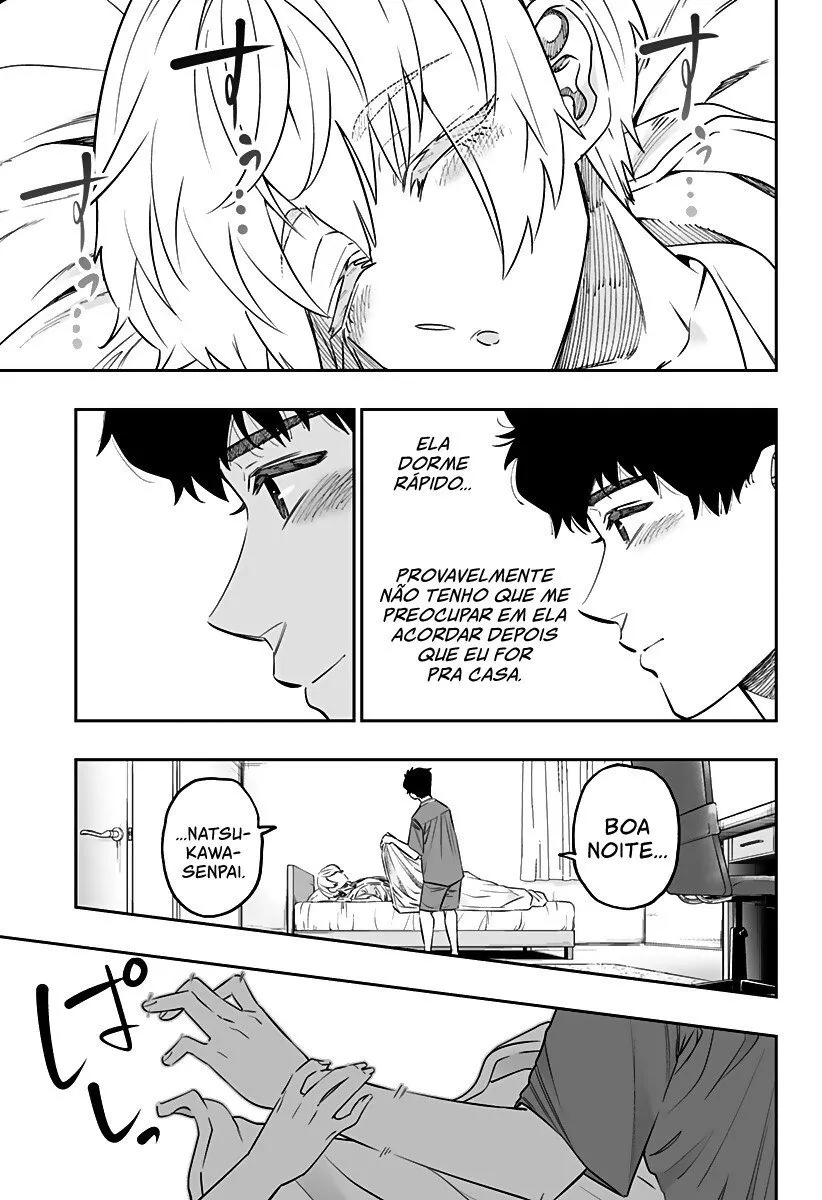 すぅ…
すぅ…
すぅ…
ELA
DORME
RÁPIDO...
PROVAVELMENTE
NÃO TENHO QUE ME
PREOCUPAR EM ELA
ACORDAR DEPOIS
QUE EU FOR
PRA CASA.
BOA
NOITE...
...NATSU-
KAWA-
SENPAI.
ぱしっ